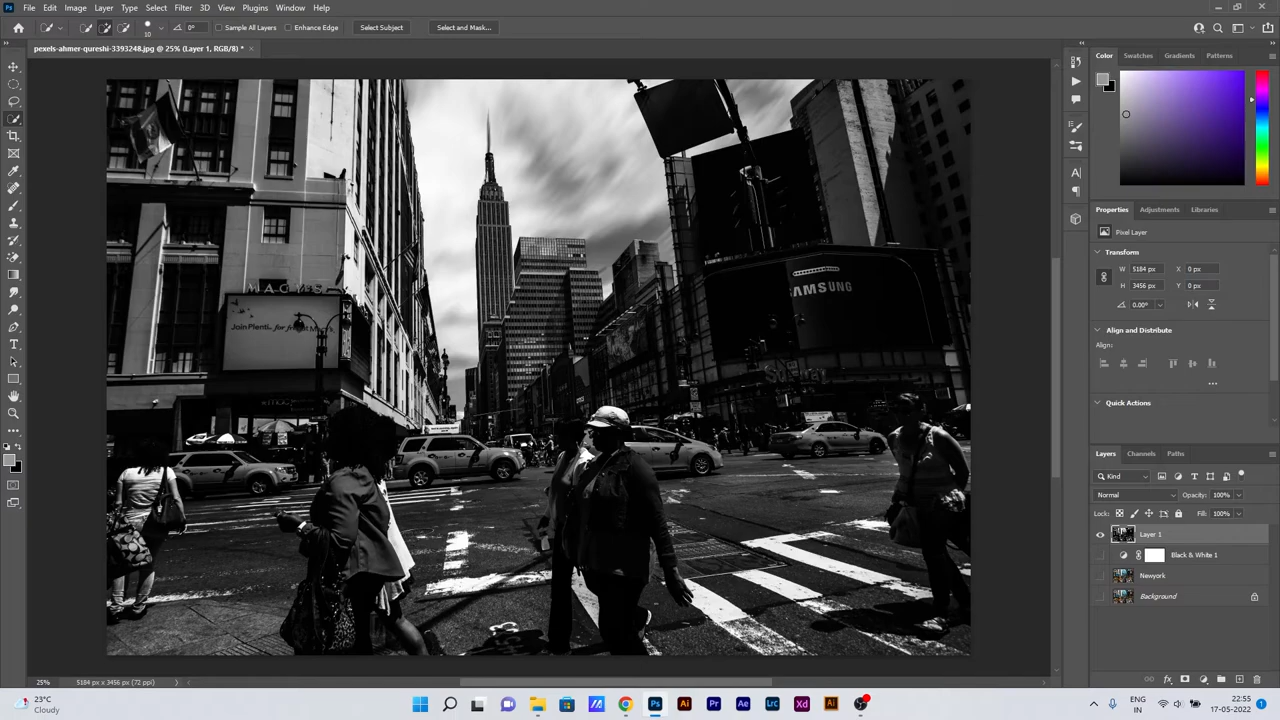 File Edit Image Layer Type Select Filter 3D View Plugins Window Help
10 0° Sample All Layers Enhance Edge Select Subject Select and Mask...
pexels-ahmer-qureshi-3393248.jpg @ 25% (Layer 1, RGB/8) *
Color Swatches Gradients Patterns
Properties Adjustments Libraries
Pixel Layer
Transform
W 5184 px X 0 px
H 3456 px Y 0 px
0.00°
Align and Distribute
Align:
Quick Actions
Layers Channels Paths
Kind
Normal Opacity: 100%
Lock: Fill: 100%
Layer 1
Black & White 1
Newyork
Background
MACY'S
Join Plenti. for free at Macy's.
SAMSUNG
25% 5184 px x 3456 px (72 ppi)
23°C
Cloudy
ENG
IN
22:55
17-05-2022